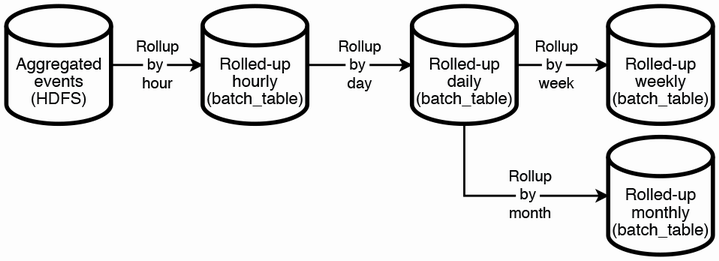 Aggregated
events
(HDFS)
Rollup
by
hour
Rolled-up
hourly
(batch_table)
Rollup
by
day
Rolled-up
daily
(batch_table)
Rollup
by
week
Rolled-up
weekly
(batch_table)
Rollup
by
month
Rolled-up
monthly
(batch_table)